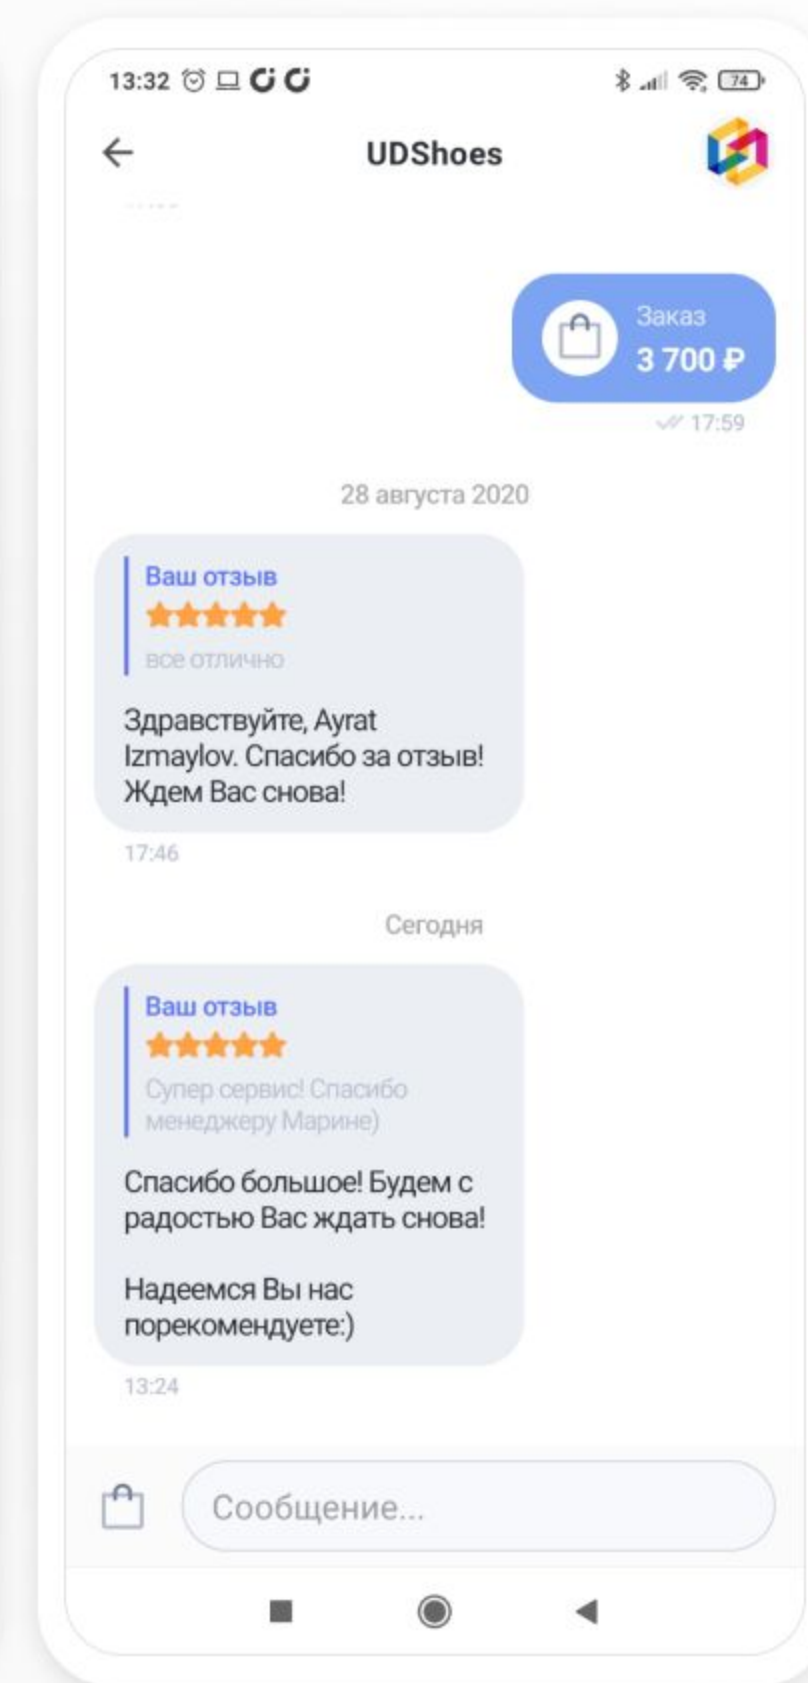 13:32
74
UDShoes
Заказ
3 700 ₽
17:59
28 августа 2020
Ваш отзыв
все отлично
Здравствуйте, Ayrat
Izmaylov. Спасибо за отзыв!
Ждем Вас снова!
17:46
Сегодня
Ваш отзыв
Супер сервис! Спасибо
менеджеру Марине)
Спасибо большое! Будем с
радостью Вас ждать снова!
Надеемся Вы нас
порекомендуете:)
13:24
Сообщение...